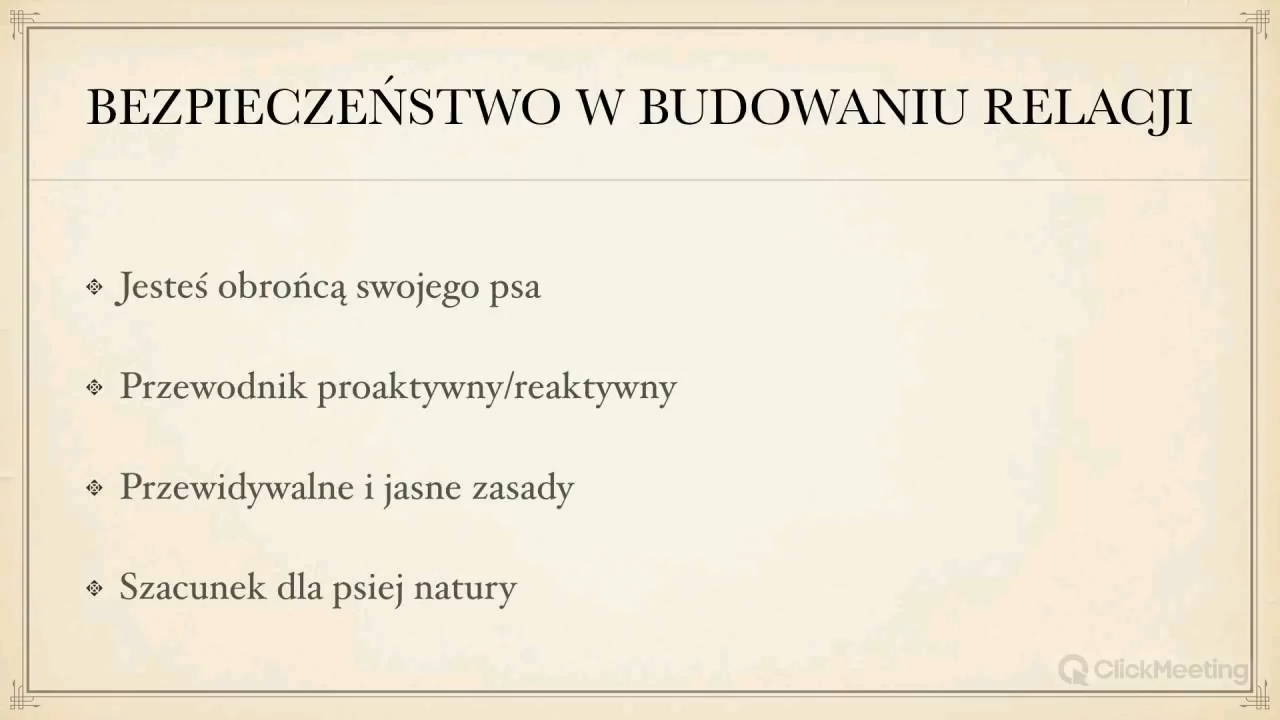 BEZPIECZEŃSTWO W BUDOWANIU RELACJI
Jesteś obrońcą swojego psa
Przewodnik proaktywny/reaktywny
Przewidywalne i jasne zasady
Szacunek dla psiej natury
ClickMeeting